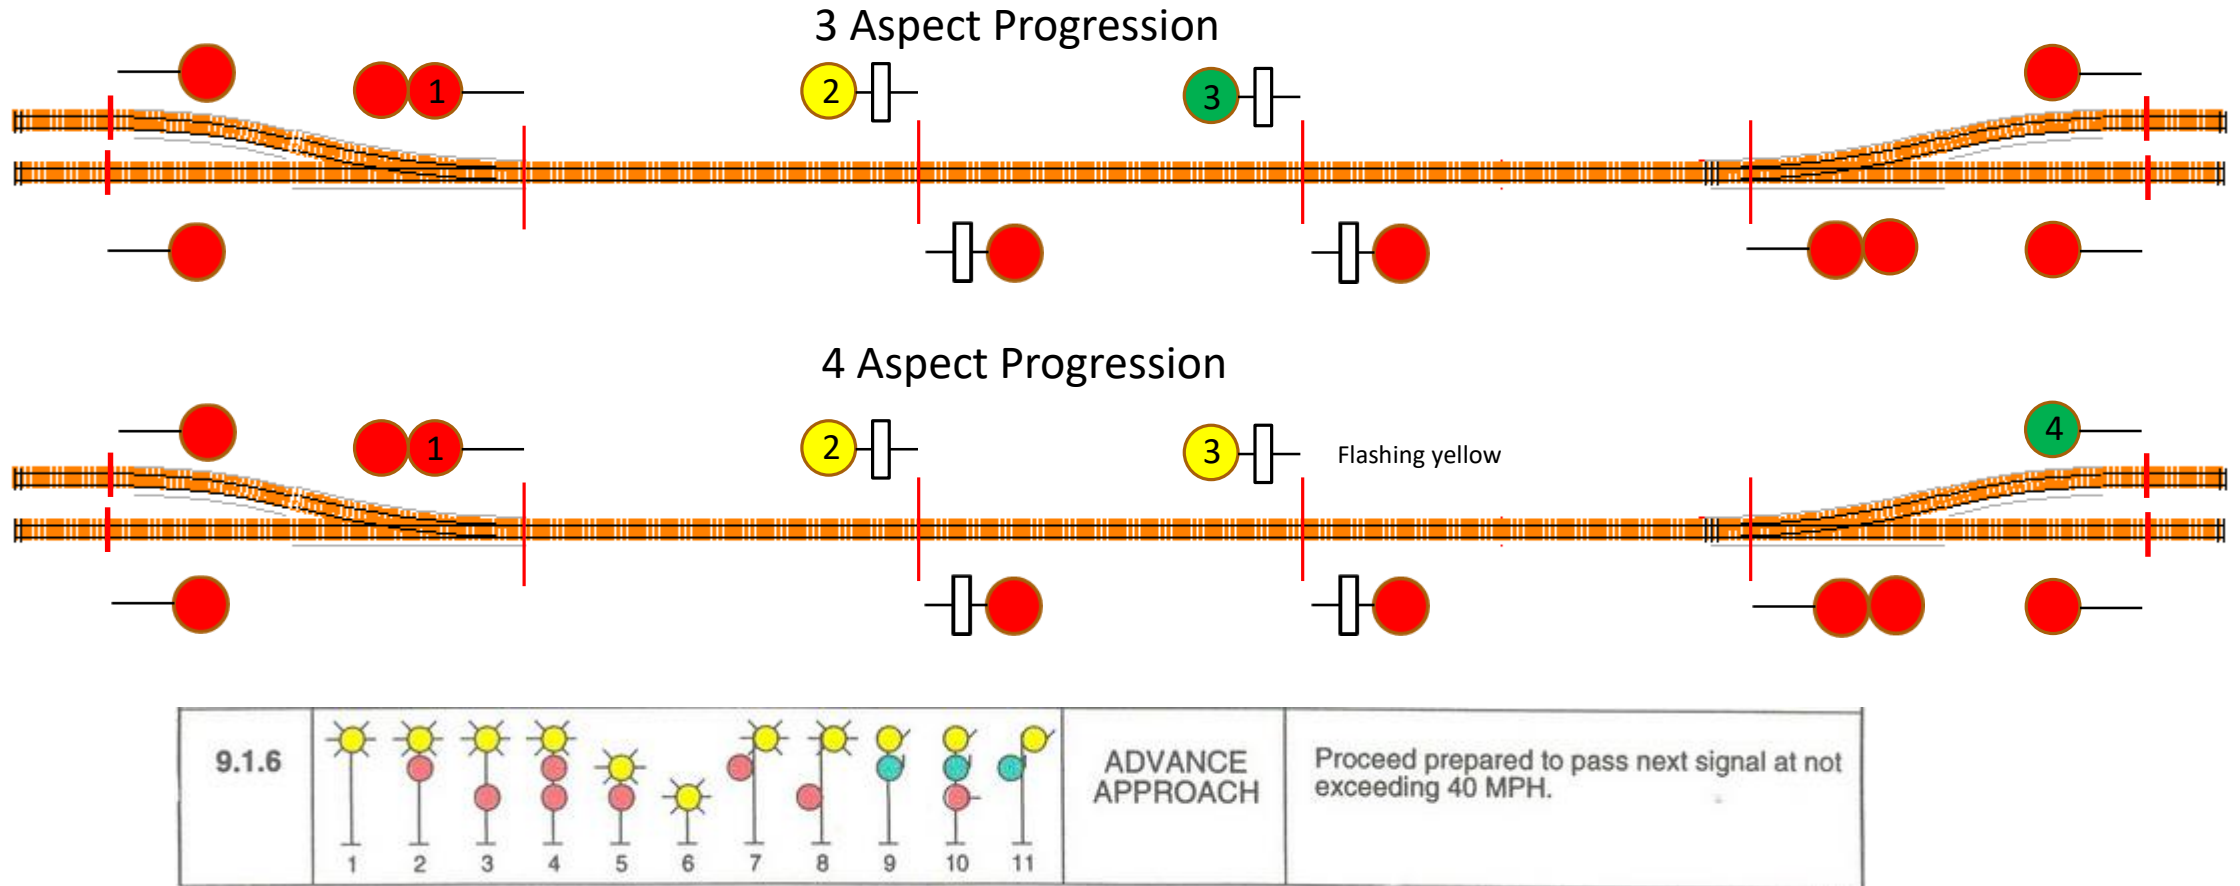 3 Aspect Progression
1
2
3
4 Aspect Progression
1
2
3
Flashing yellow
4
9.1.6
1 2 3 4 5 6 7 8 9 10 11
ADVANCE
APPROACH
Proceed prepared to pass next signal at not
exceeding 40 MPH.